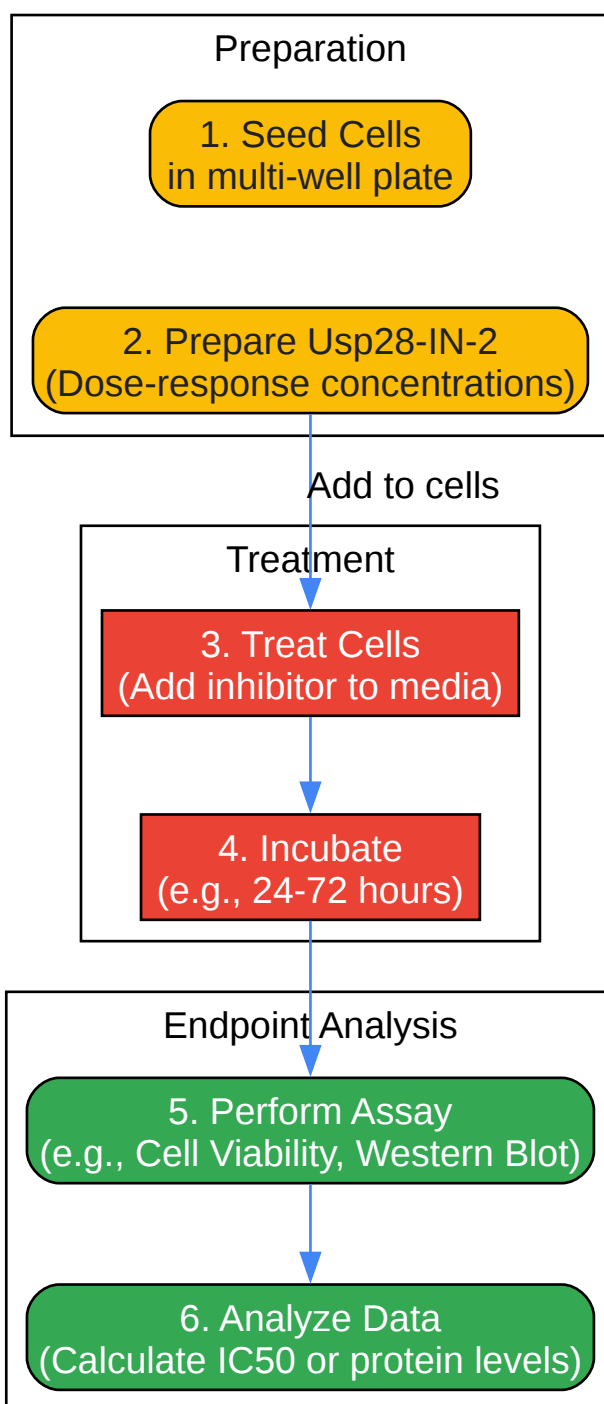 Preparation
1. Seed Cells
in multi-well plate
2. Prepare Usp28-IN-2
(Dose-response concentrations)
Add to cells
Treatment
3. Treat Cells
(Add inhibitor to media)
4. Incubate
(e.g., 24-72 hours)
Endpoint Analysis
5. Perform Assay
(e.g., Cell Viability, Western Blot)
6. Analyze Data
(Calculate IC50 or protein levels)